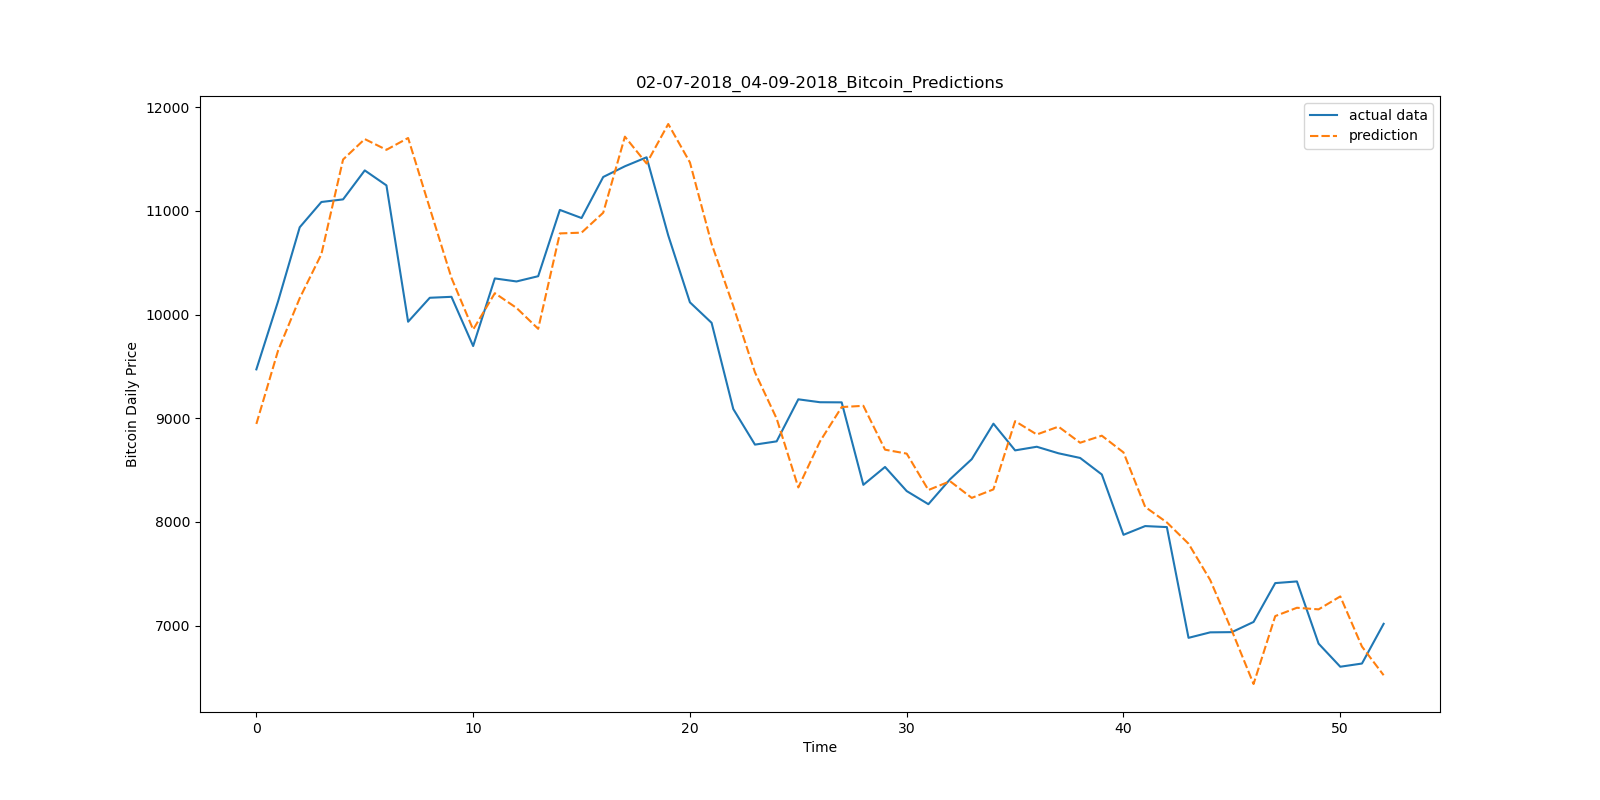 02-07-2018_04-09-2018_Bitcoin_Predictions
actual data
prediction
12000
11000
10000
9000
8000
7000
Bitcoin Daily Price
0 10 20 30 40 50
Time